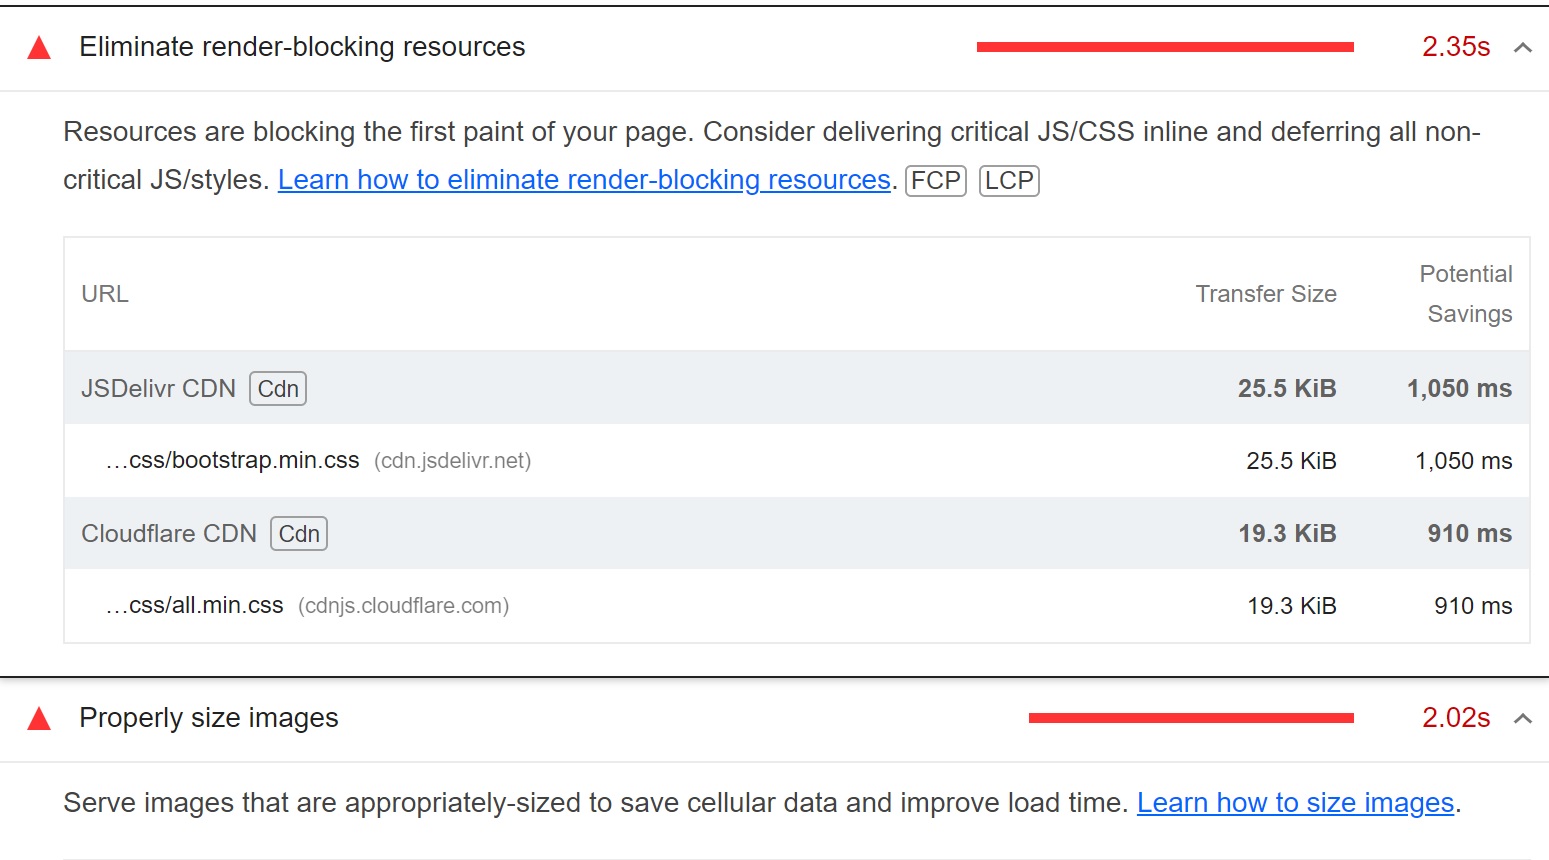 Eliminate render-blocking resources 2.35s
Resources are blocking the first paint of your page. Consider delivering critical JS/CSS inline and deferring all non-
critical JS/styles. Learn how to eliminate render-blocking resources. FCP LCP
URL Transfer Size Potential Savings
JSDelivr CDN Cdn 25.5 KiB 1,050 ms
…css/bootstrap.min.css (cdn.jsdelivr.net) 25.5 KiB 1,050 ms
Cloudflare CDN Cdn 19.3 KiB 910 ms
…css/all.min.css (cdnjs.cloudflare.com) 19.3 KiB 910 ms
Properly size images 2.02s
Serve images that are appropriately-sized to save cellular data and improve load time. Learn how to size images.